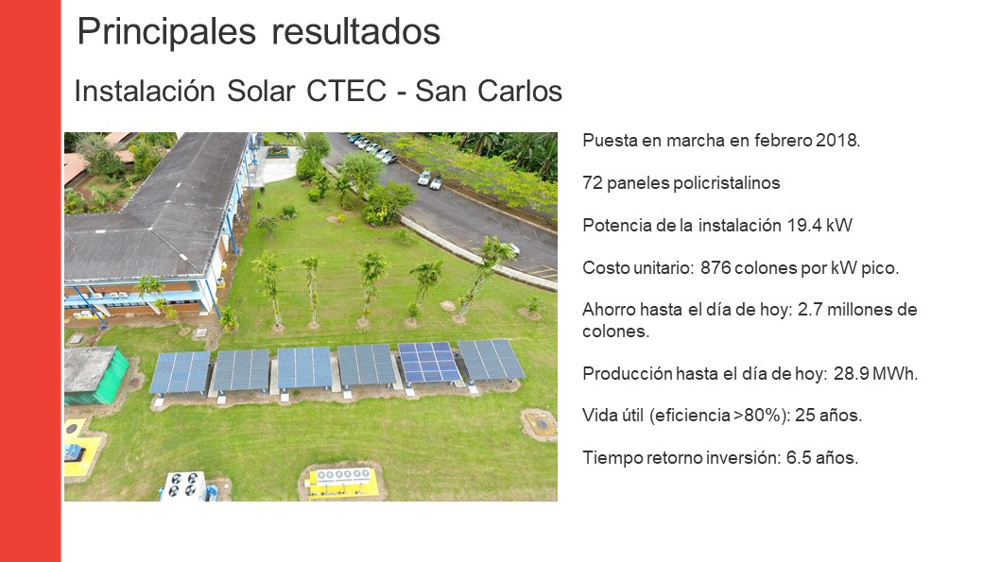 Principales resultados
Instalación Solar CTEC - San Carlos
Puesta en marcha en febrero 2018.
72 paneles policristalinos
Potencia de la instalación 19.4 kW
Costo unitario: 876 colones por kW pico.
Ahorro hasta el día de hoy: 2.7 millones de
colones.
Producción hasta el día de hoy: 28.9 MWh.
Vida útil (eficiencia >80%): 25 años.
Tiempo retorno inversión: 6.5 años.